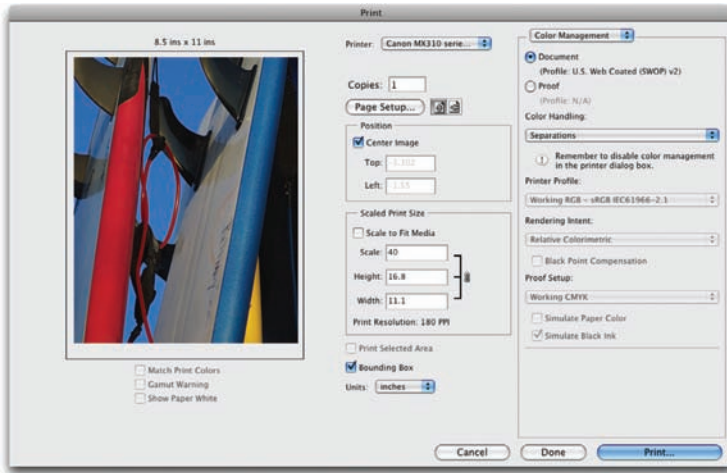 Print
8.5 ins x 11 ins
Match Print Colors
Gamut Warning
Show Paper White
Printer: Canon MX310 serie...
Copies: 1
Page Setup...
Position
Center Image
Top: -3.102
Left: -1.55
Scaled Print Size
Scale to Fit Media
Scale: 40
Height: 16.8
Width: 11.1
Print Resolution: 180 PPI
Print Selected Area
Bounding Box
Units: inches
Color Management
Document
(Profile: U.S. Web Coated (SWOP) v2)
Proof
(Profile: N/A)
Color Handling:
Separations
Remember to disable color management
in the printer dialog box.
Printer Profile:
Working RGB - sRGB IEC61966-2.1
Rendering Intent:
Relative Colorimetric
Black Point Compensation
Proof Setup:
Working CMYK
Simulate Paper Color
Simulate Black Ink
Cancel
Done
Print...